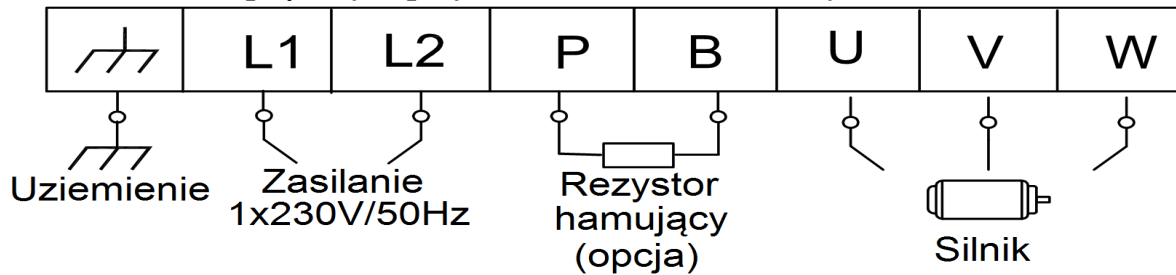 L1 L2 P B U V W
Uziemienie
Zasilanie
1x230V/50Hz
Rezystor
hamujący
(opcja)
Silnik